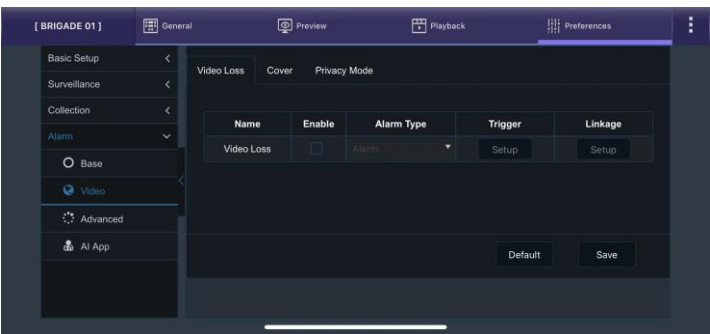 [ BRIGADE 01 ] General Preview Playback Preferences
Basic Setup
Surveillance
Collection
Alarm
Base
Video
Advanced
AI App
Video Loss Cover Privacy Mode
Name Enable Alarm Type Trigger Linkage
Video Loss Alarm Setup Setup
Default Save